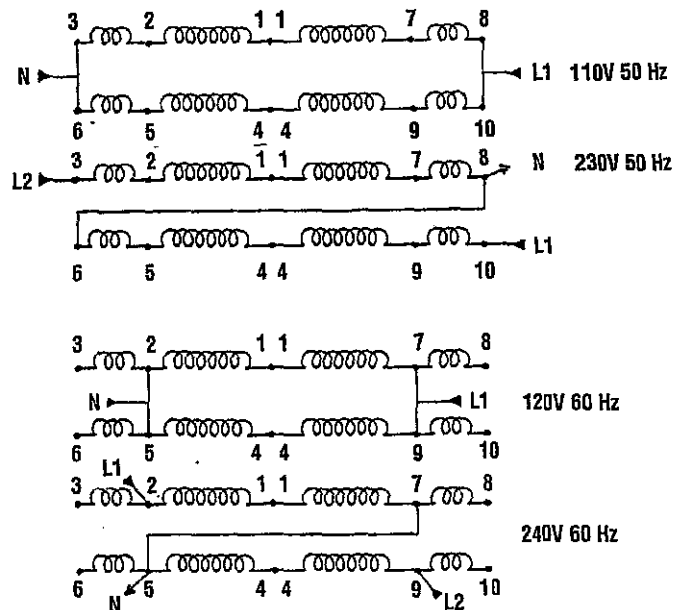 3 2 1 1 7 8
N L1 110V 50 Hz
6 5 4 4 9 10
L2 3 2 1 1 7 8 N 230V 50 Hz
6 5 4 4 9 10 L1
3 2 1 1 7 8
N L1 120V 60 Hz
6 5 4 4 9 10
L1
3 2 1 1 7 8
240V 60 Hz
6 N 5 4 4 9 L2 10